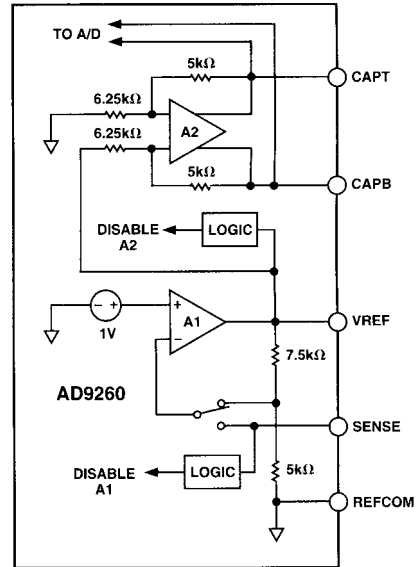 TO A/D
5kΩ
CAPT
6.25kΩ
6.25kΩ
A2
5kΩ
CAPB
DISABLE
A2
LOGIC
1V
+
A1
VREF
7.5kΩ
AD9260
SENSE
DISABLE
A1
LOGIC
5kΩ
REFCOM